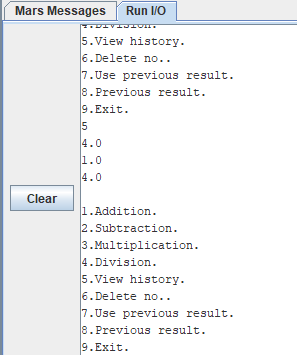 Mars Messages
Run I/O
4.Division.
5.View history.
6.Delete no..
7.Use previous result.
8.Previous result.
9.Exit.
5
4.0
1.0
4.0
Clear
1.Addition.
2.Subtraction.
3.Multiplication.
4.Division.
5.View history.
6.Delete no..
7.Use previous result.
8.Previous result.
9.Exit.